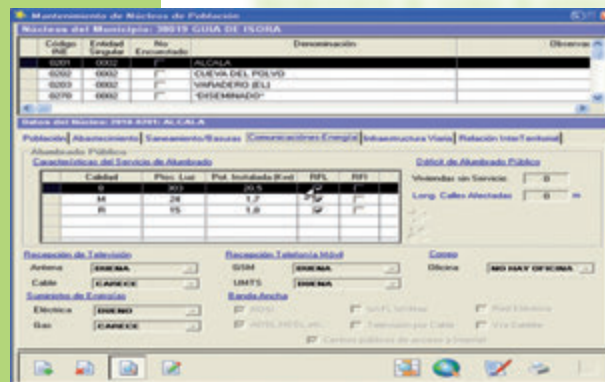 Mantenimiento de Núcleos de Población
Núcleos del Municipio: 38019 GUIA DE ISORA
Código INE Entidad Singular No Encuestado Denominación Observac
0201 0002 ALCALA
0202 0002 CUEVA DEL POLVO
0203 0002 VARADERO (EL)
0270 0002 *DISEMINADO*
Datos del Núcleo: ALCALA
Población Abastecimiento Saneamiento/Basuras Comunicaciones Energía Infraestructura Viaria Relación InterTerritorial
Alumbrado Público
Características del Servicio de Alumbrado
Déficit de Alumbrado Público
Calidad Ptos. Luz Pot. Instalada (Kw) RFL RFI
B 303 20,5
M 24 1,7
R 15 1,0
Viviendas sin Servicio 0
Long. Calles Afectadas 0 m
Recepción de Televisión Recepción Telefonía Móvil Correo
Antena BUENA GSM BUENA Oficina NO HAY OFICINA
Cable CARECE UMTS BUENA
Suministro de Energías Banda Ancha
Eléctrica BUENO RDSI Red Eléctrica
Gas CARECE Televisión por Cable Vía Satélite
Centros públicos de acceso a Internet